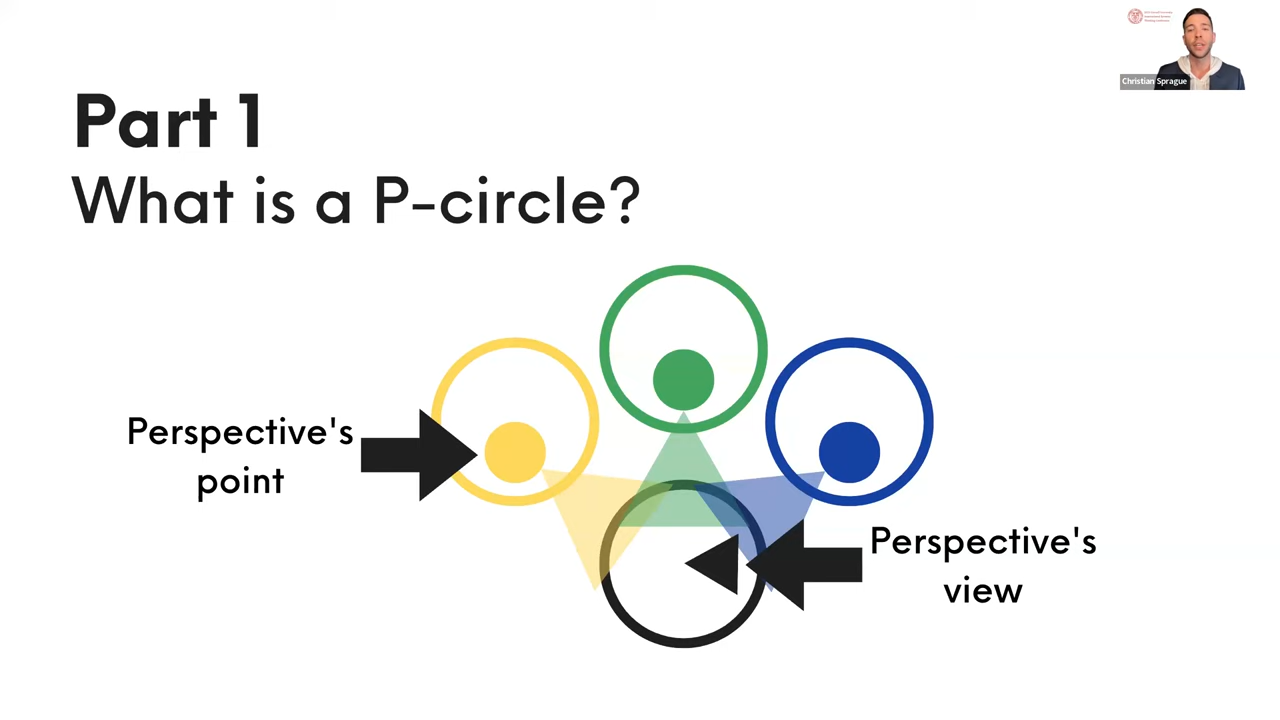 Part 1
What is a P-circle?
Perspective's
point
Perspective's
view
Christian Sprague